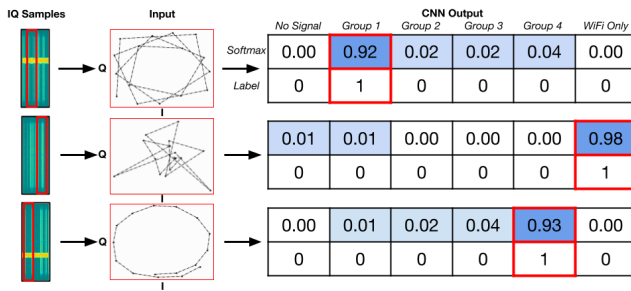 IQ Samples Input CNN Output
No Signal Group 1 Group 2 Group 3 Group 4 WiFi Only
Softmax 0.00 0.92 0.02 0.02 0.04 0.00
Q
Label 0 1 0 0 0 0
I
0.01 0.01 0.00 0.00 0.00 0.98
Q
0 0 0 0 0 1
I
0.00 0.01 0.02 0.04 0.93 0.00
Q
0 0 0 0 1 0
I